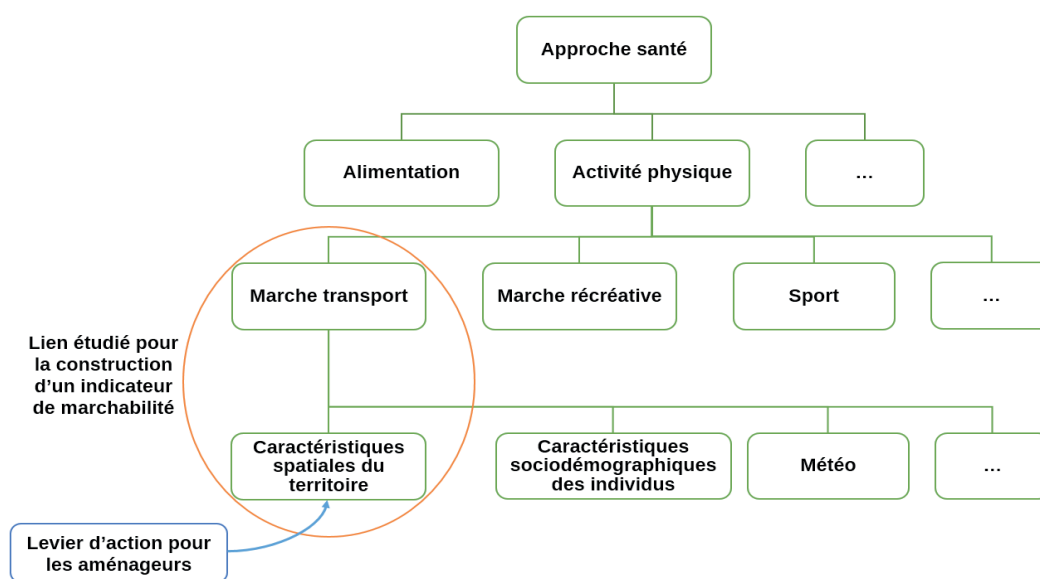 Approche santé
Alimentation
Activité physique
…
Marche transport
Marche récréative
Sport
…
Lien étudié pour
la construction
d’un indicateur
de marchabilité
Caractéristiques
spatiales du
territoire
Caractéristiques
sociodémographiques
des individus
Météo
…
Levier d’action pour
les aménageurs